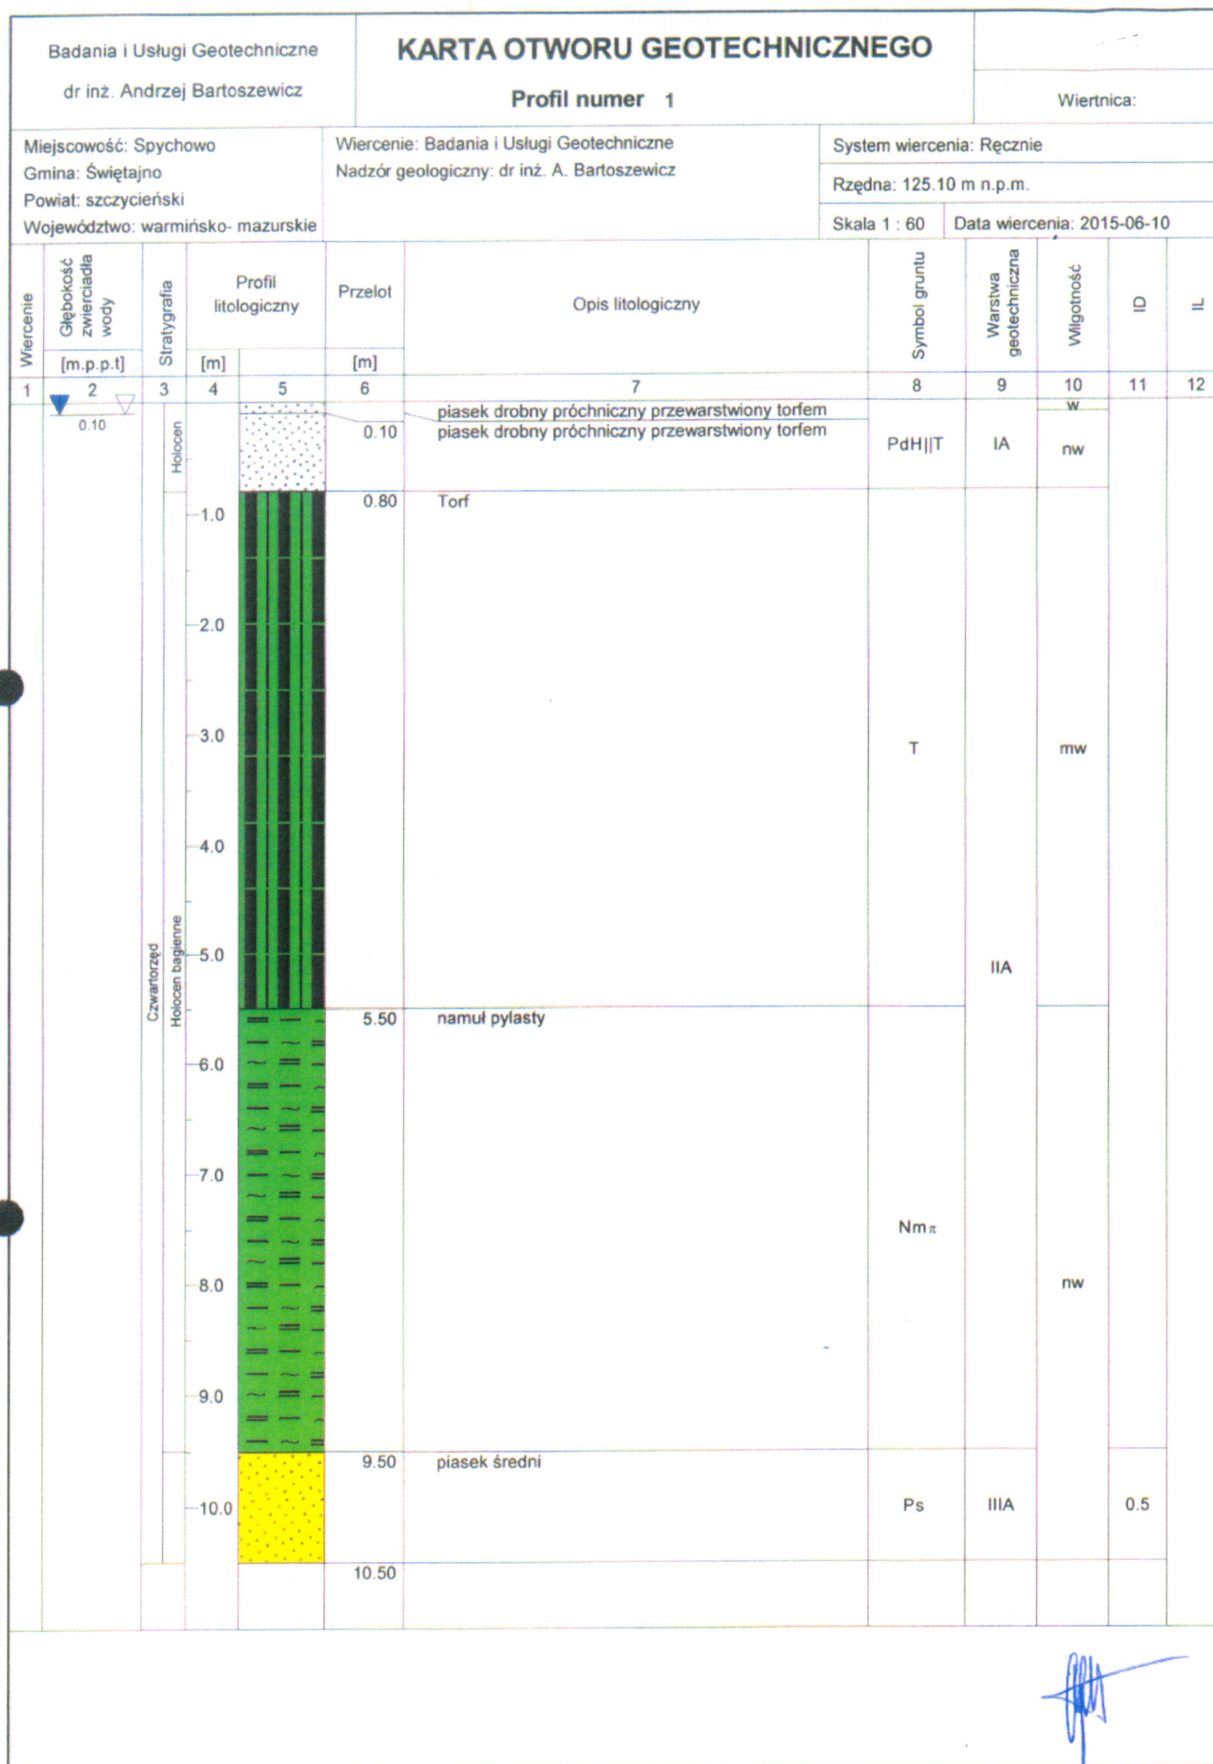 Badania i Usługi Geotechniczne
dr inż. Andrzej Bartoszewicz
KARTA OTWORU GEOTECHNICZNEGO
Profil numer 1
Wiertnica:
Miejscowość: Spychowo
Gmina: Świętajno
Powiat: szczycieński
Województwo: warmińsko- mazurskie
Wiercenie: Badania i Usługi Geotechniczne
Nadzór geologiczny: dr inż. A. Bartoszewicz
System wiercenia: Ręcznie
Rzędna: 125.10 m n.p.m.
Skala 1 : 60
Data wiercenia: 2015-06-10
Wiercenie
Głębokość zwierciadła wody
[m.p.p.t]
Stratygrafia
Profil litologiczny
[m]
Przelot
[m]
Opis litologiczny
Symbol gruntu
Warstwa geotechniczna
Wilgotność
ID
IL
1 2 3 4 5 6 7 8 9 10 11 12
piasek drobny próchniczny przewarstwiony torfem
w
0.10
Holocen
0.10
piasek drobny próchniczny przewarstwiony torfem
PdH||T
IA
nw
0.80
Torf
1.0
2.0
3.0
T
mw
4.0
5.0
Czwartorzęd
Holocen bagienne
IIA
5.50
namuł pylasty
6.0
7.0
Nmπ
8.0
nw
9.0
9.50
piasek średni
10.0
Ps
IIIA
0.5
10.50